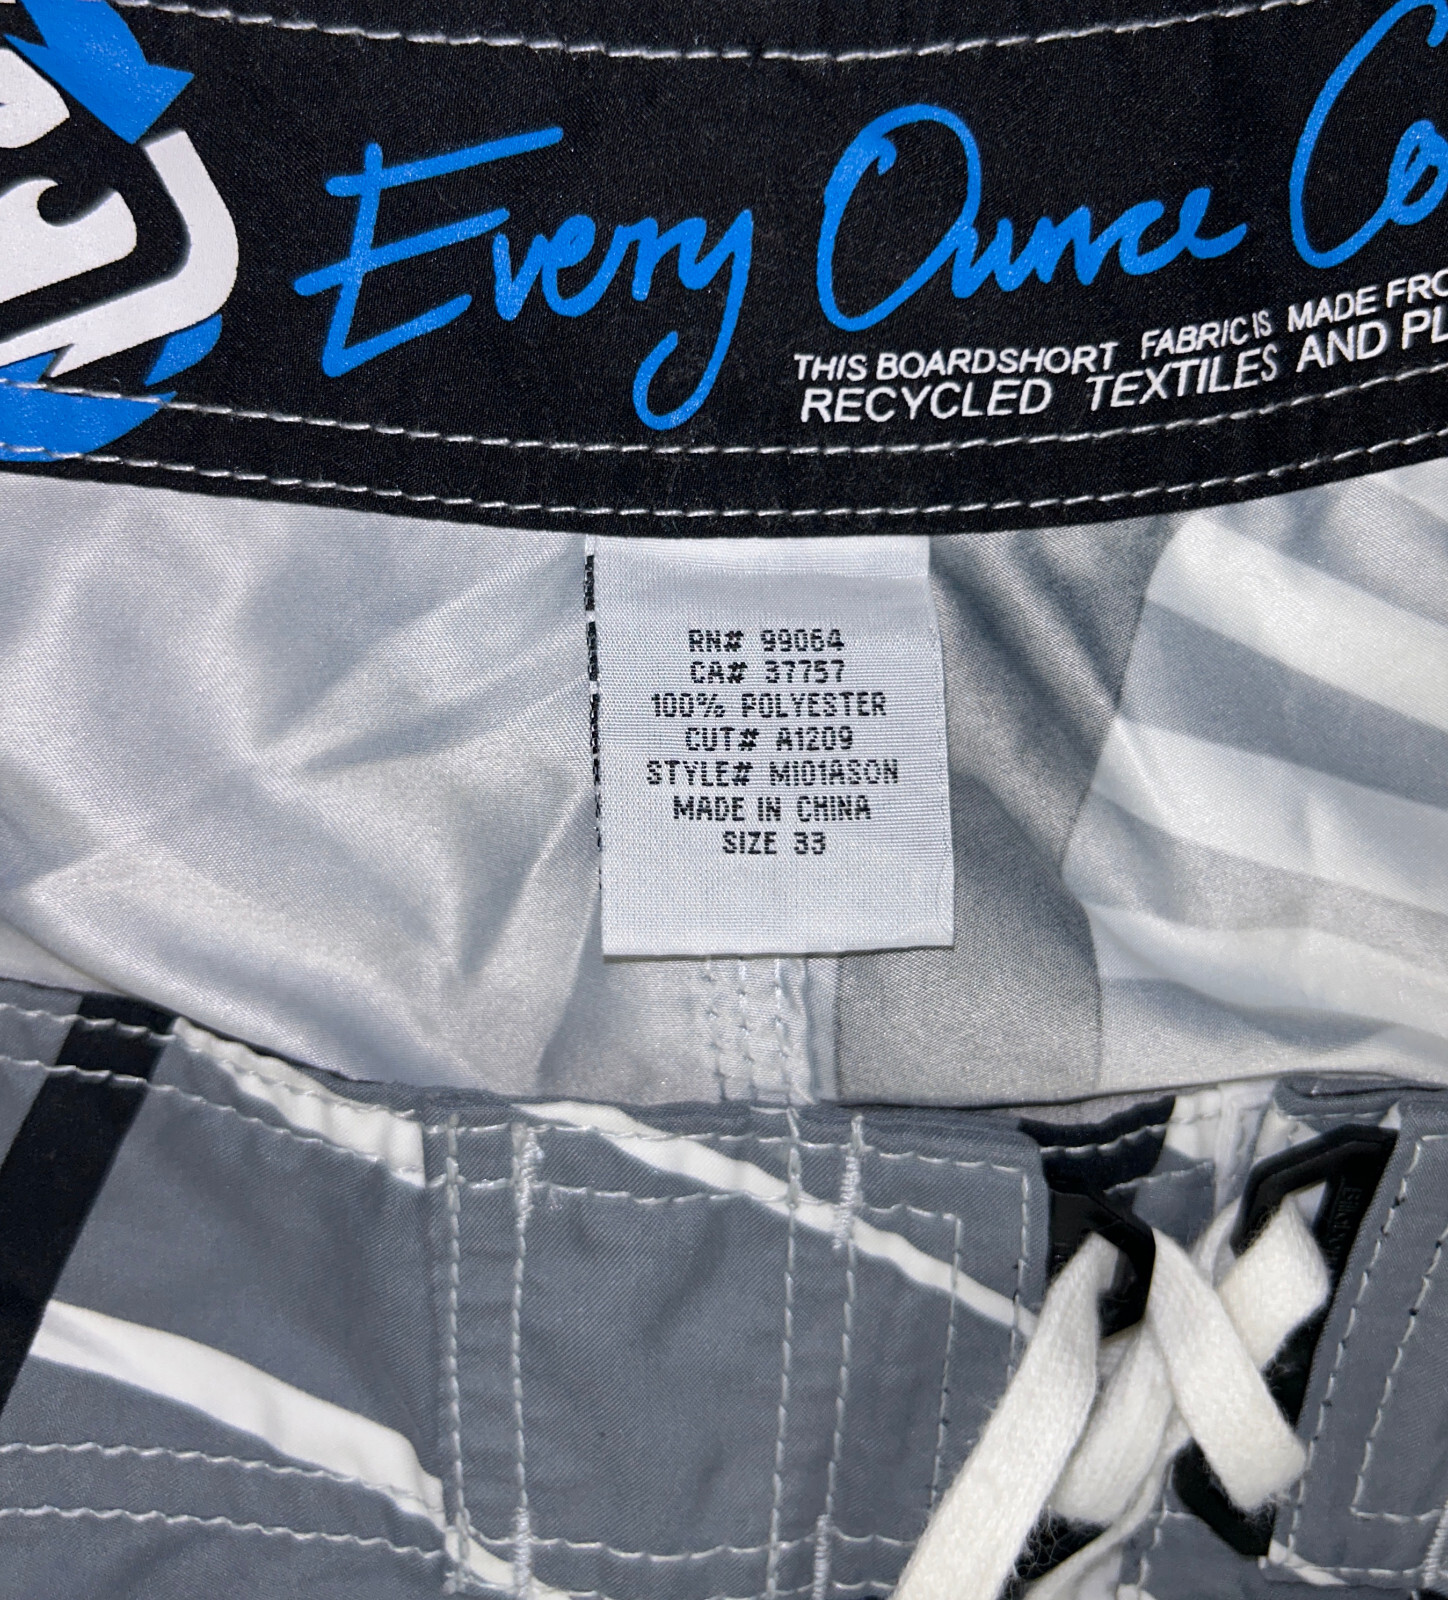 Every Ounce Co
THIS BOARDSHORT FABRIC IS MADE FRO
RECYCLED TEXTILES AND PL
RN# 99064
CA# 37757
100% POLYESTER
CUT# A1209
STYLE# M101ASON
MADE IN CHINA
SIZE 33